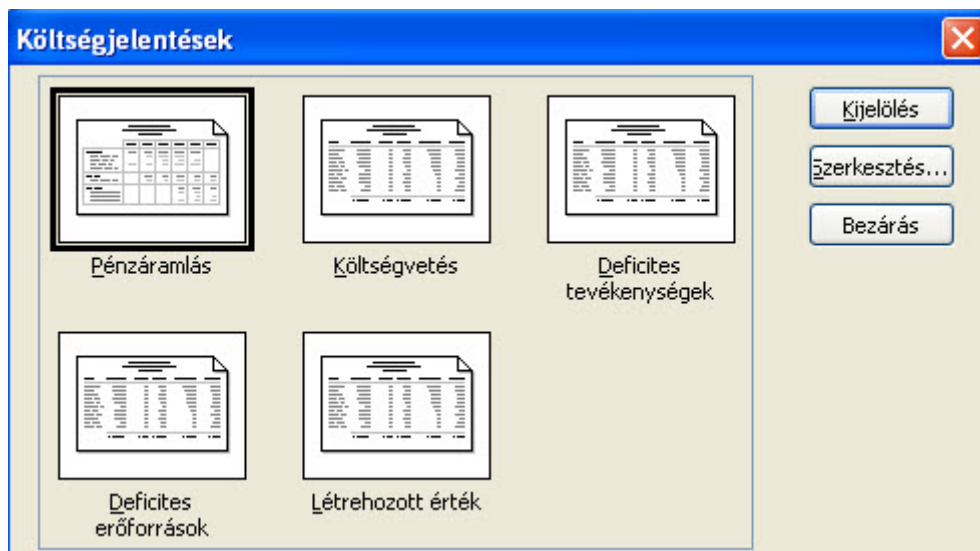 Költségjelentések
Pénzáramlás
Költségvetés
Deficites
tevékenységek
Deficites
erőforrások
Létrehozott érték
Kijelölés
Szerkesztés...
Bezárás